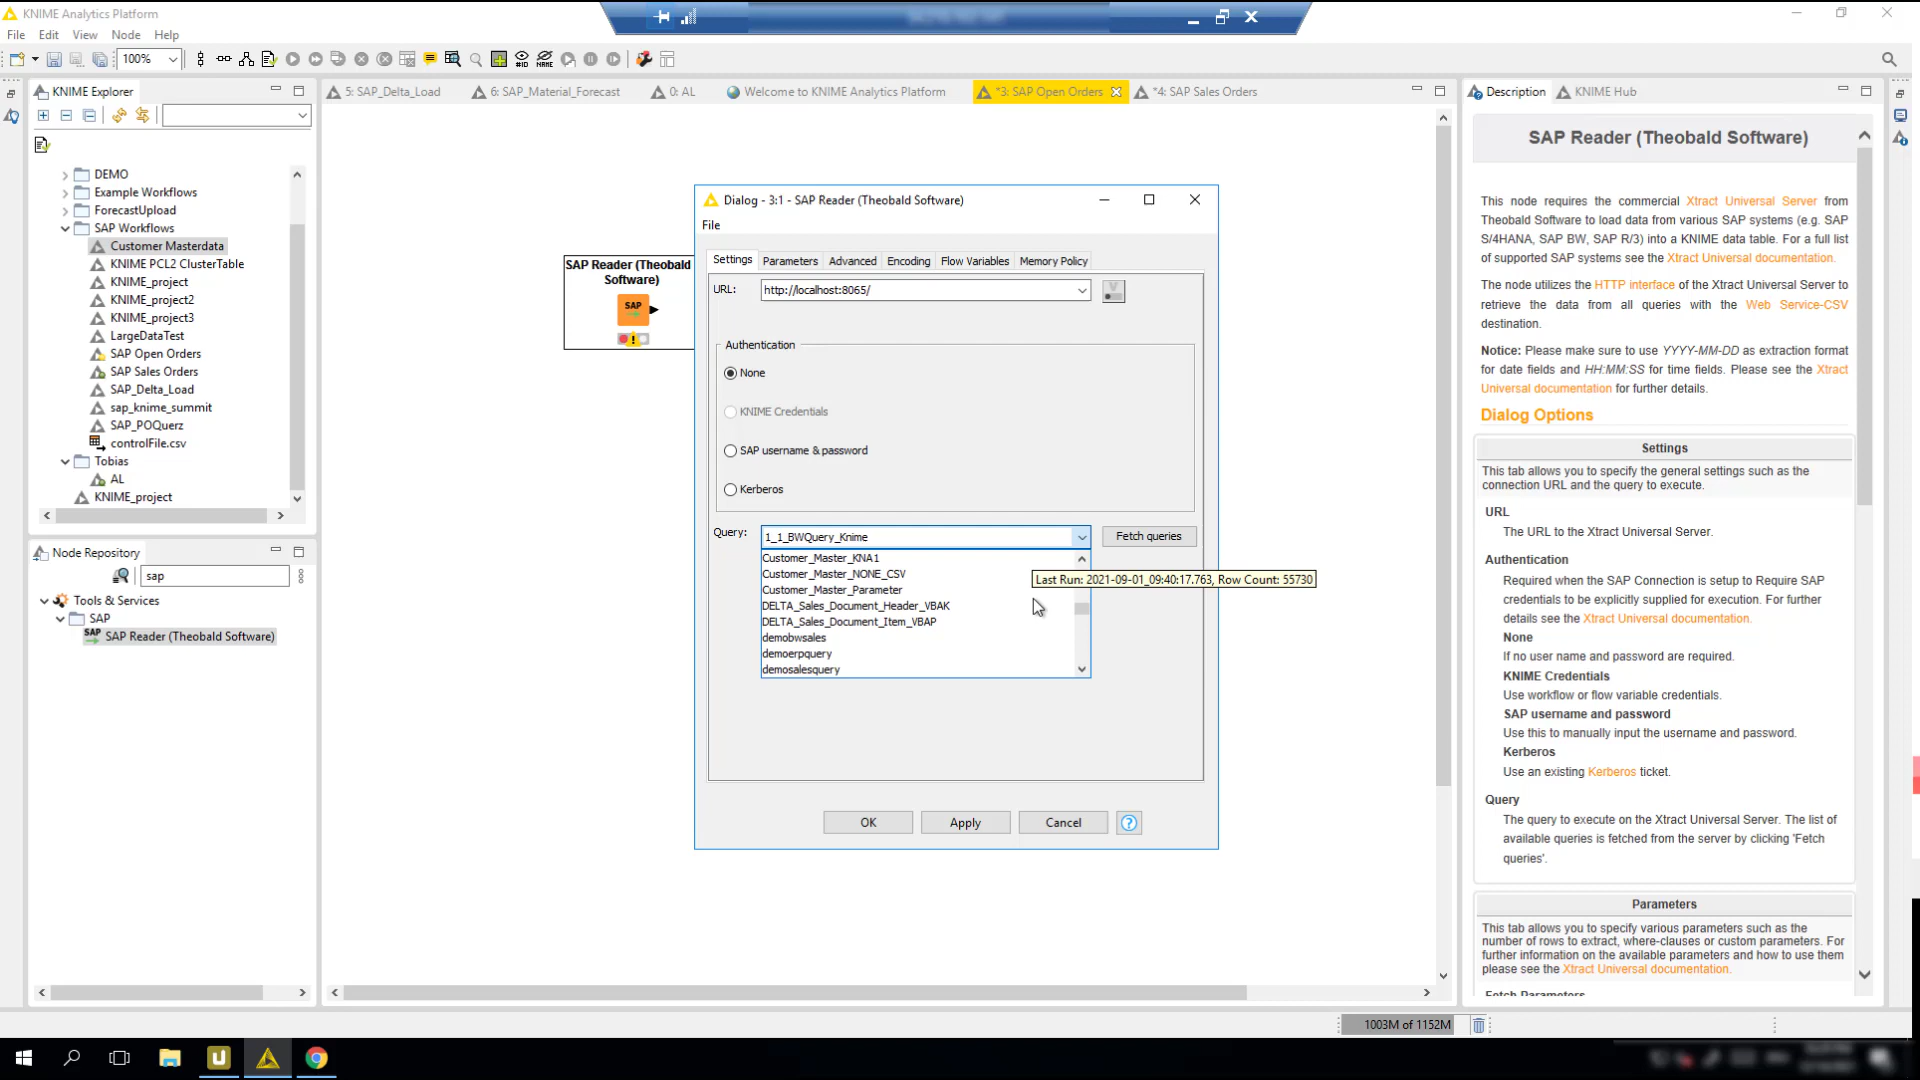 KNIME Analytics Platform
File Edit View Node Help
100%
KNIME Explorer
5: SAP_Delta_Load
6: SAP_Material_Forecast
0: AL
Welcome to KNIME Analytics Platform
*3: SAP Open Orders
*4: SAP Sales Orders
Description
KNIME Hub
DEMO
Example Workflows
ForecastUpload
SAP Workflows
Customer Masterdata
KNIME PCL2 ClusterTable
KNIME_project
KNIME_project2
KNIME_project3
LargeDataTest
SAP Open Orders
SAP Sales Orders
SAP_Delta_Load
sap_knime_summit
SAP_POQuerz
controlFile.csv
Tobias
AL
KNIME_project
Node Repository
sap
Tools & Services
SAP
SAP SAP Reader (Theobald Software)
SAP Reader (Theobald
Software)
SAP
Dialog - 3:1 - SAP Reader (Theobald Software)
File
Settings Parameters Advanced Encoding Flow Variables Memory Policy
URL: http://localhost:8065/
V
Authentication
None
KNIME Credentials
SAP username & password
Kerberos
Query: 1_1_BWQuery_Knime Fetch queries
Customer_Master_KNA1
Customer_Master_NONE_CSV
Customer_Master_Parameter
DELTA_Sales_Document_Header_VBAK
DELTA_Sales_Document_Item_VBAP
demobwsales
demoerpquery
demosalesquery
Last Run: 2021-09-01_09:40:17.763, Row Count: 55730
OK Apply Cancel ?
SAP Reader (Theobald Software)
This node requires the commercial Xtract Universal Server from
Theobald Software to load data from various SAP systems (e.g. SAP
S/4HANA, SAP BW, SAP R/3) into a KNIME data table. For a full list
of supported SAP systems see the Xtract Universal documentation.
The node utilizes the HTTP interface of the Xtract Universal Server to
retrieve the data from all queries with the Web Service-CSV
destination.
Notice: Please make sure to use YYYY-MM-DD as extraction format
for date fields and HH:MM:SS for time fields. Please see the Xtract
Universal documentation for further details.
Dialog Options
Settings
This tab allows you to specify the general settings such as the
connection URL and the query to execute.
URL
The URL to the Xtract Universal Server.
Authentication
Required when the SAP Connection is setup to Require SAP
credentials to be explicitly supplied for execution. For further
details see the Xtract Universal documentation.
None
If no user name and password are required.
KNIME Credentials
Use workflow or flow variable credentials.
SAP username and password
Use this to manually input the username and password.
Kerberos
Use an existing Kerberos ticket.
Query
The query to execute on the Xtract Universal Server. The list of
available queries is fetched from the server by clicking 'Fetch
queries'.
Parameters
This tab allows you to specify various parameters such as the
number of rows to extract, where-clauses or custom parameters. For
further information on the available parameters and how to use them
please see the Xtract Universal documentation.
Fetch Parameters
1003M of 1152M